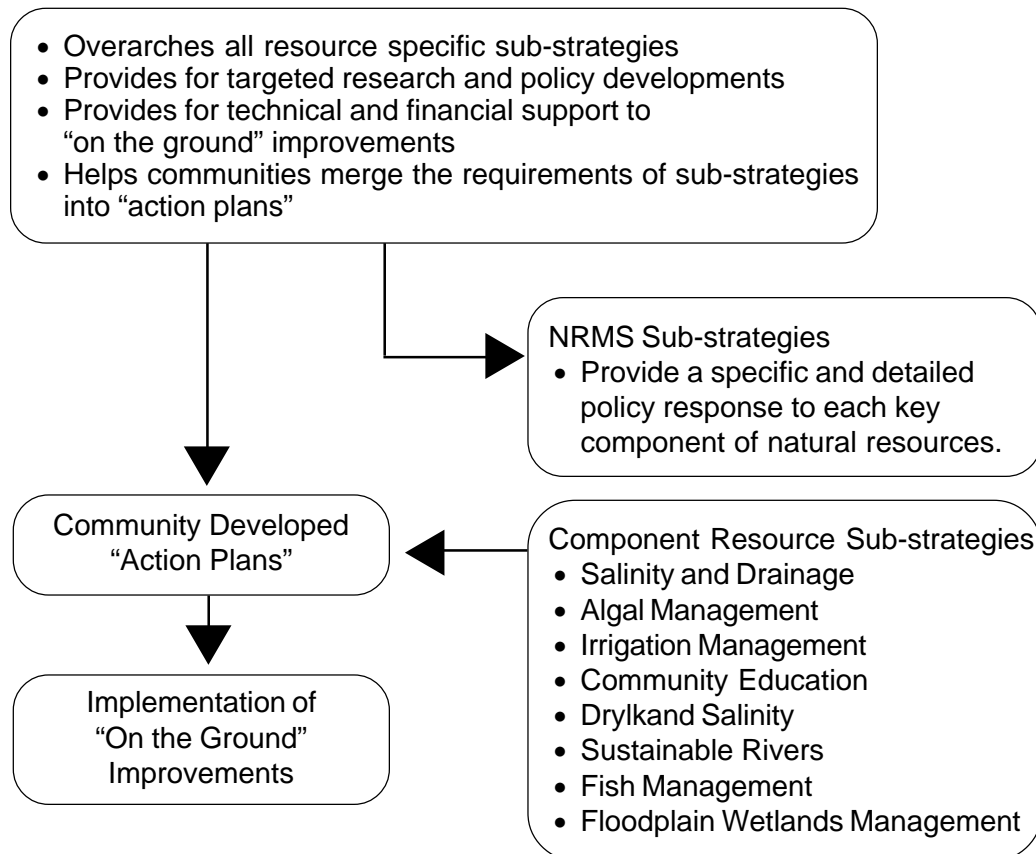 • Overarches all resource specific sub-strategies
• Provides for targeted research and policy developments
• Provides for technical and financial support to
“on the ground” improvements
• Helps communities merge the requirements of sub-strategies
into “action plans”
NRMS Sub-strategies
• Provide a specific and detailed
policy response to each key
component of natural resources.
Community Developed
“Action Plans”
Component Resource Sub-strategies
• Salinity and Drainage
• Algal Management
• Irrigation Management
• Community Education
• Drylkand Salinity
• Sustainable Rivers
• Fish Management
• Floodplain Wetlands Management
Implementation of
“On the Ground”
Improvements